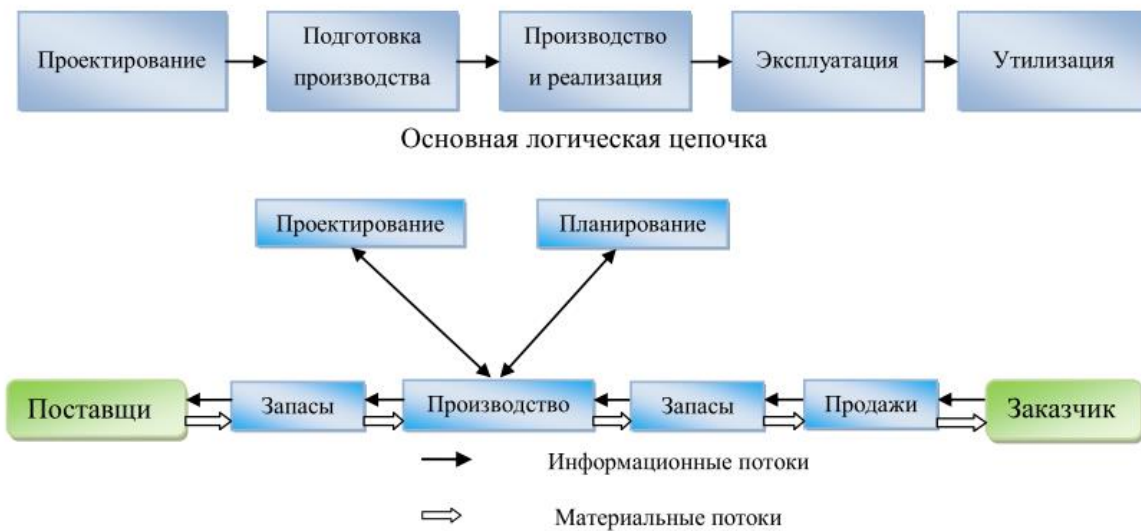 Проектирование
Подготовка
производства
Производство
и реализация
Эксплуатация
Утилизация
Основная логическая цепочка
Проектирование
Планирование
Поставщи
Запасы
Производство
Запасы
Продажи
Заказчик
Информационные потоки
Материальные потоки